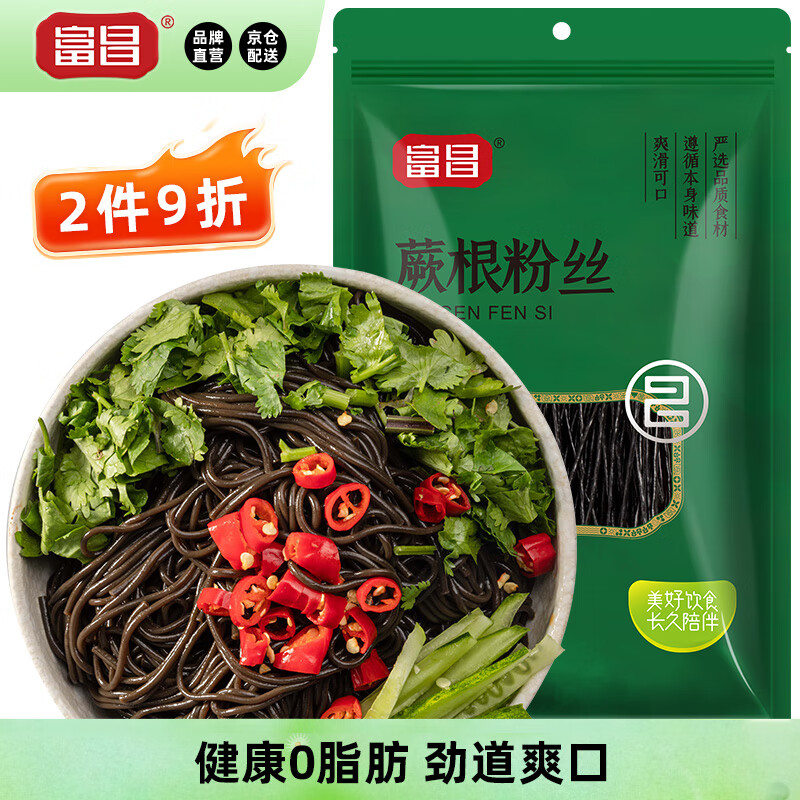 富昌®
品牌
直营
京仓
配送
2件9折
富昌®
严选品质食材
遵循本身味道
爽滑可口
蕨根粉丝
GEN FEN SI
美好饮食
长久陪伴
健康0脂肪 劲道爽口